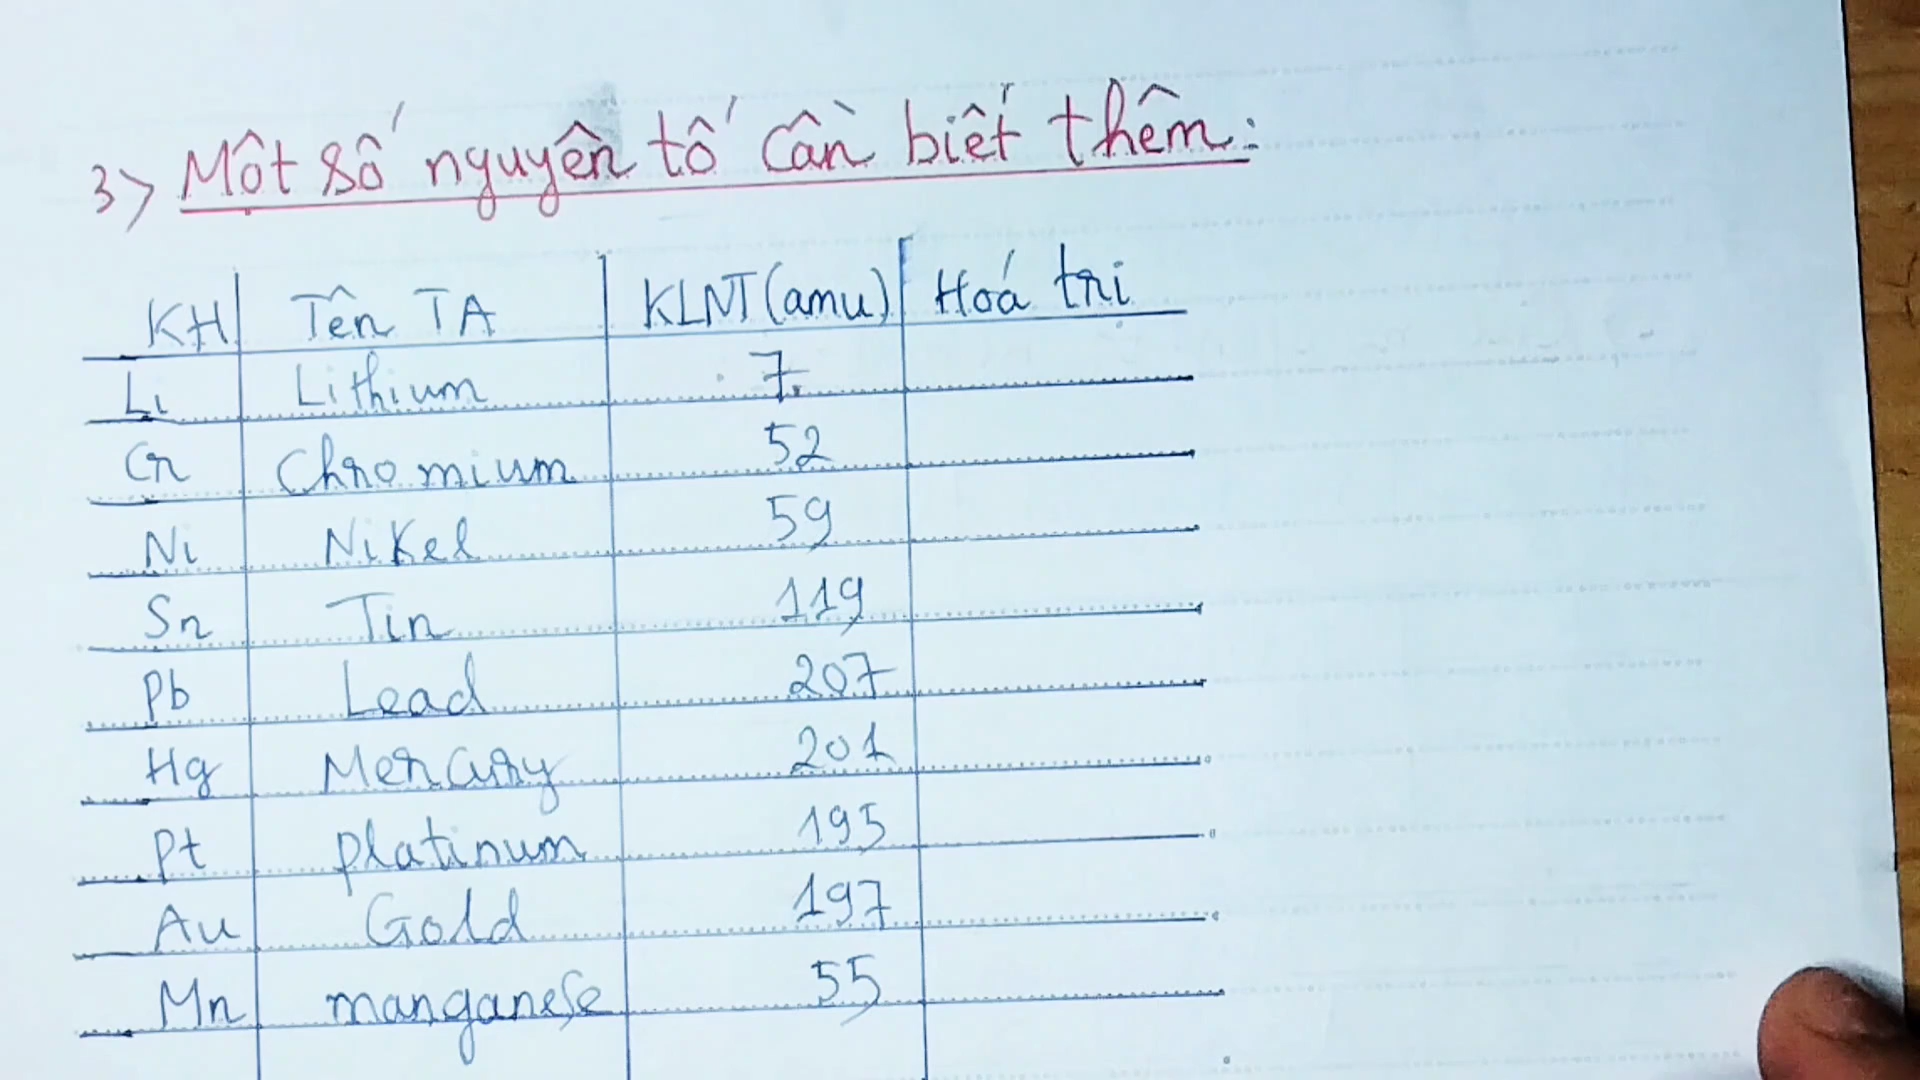 3> Một số nguyên tố cần biết thêm:
KH Tên TA KLNT(amu) Hoá trị
Li Lithium 7
Cr Chromium 52
Ni Nikel 59
Sn Tin 119
Pb Lead 207
Hg Mercury 201
Pt platinum 195
Au Gold 197
Mn manganese 55